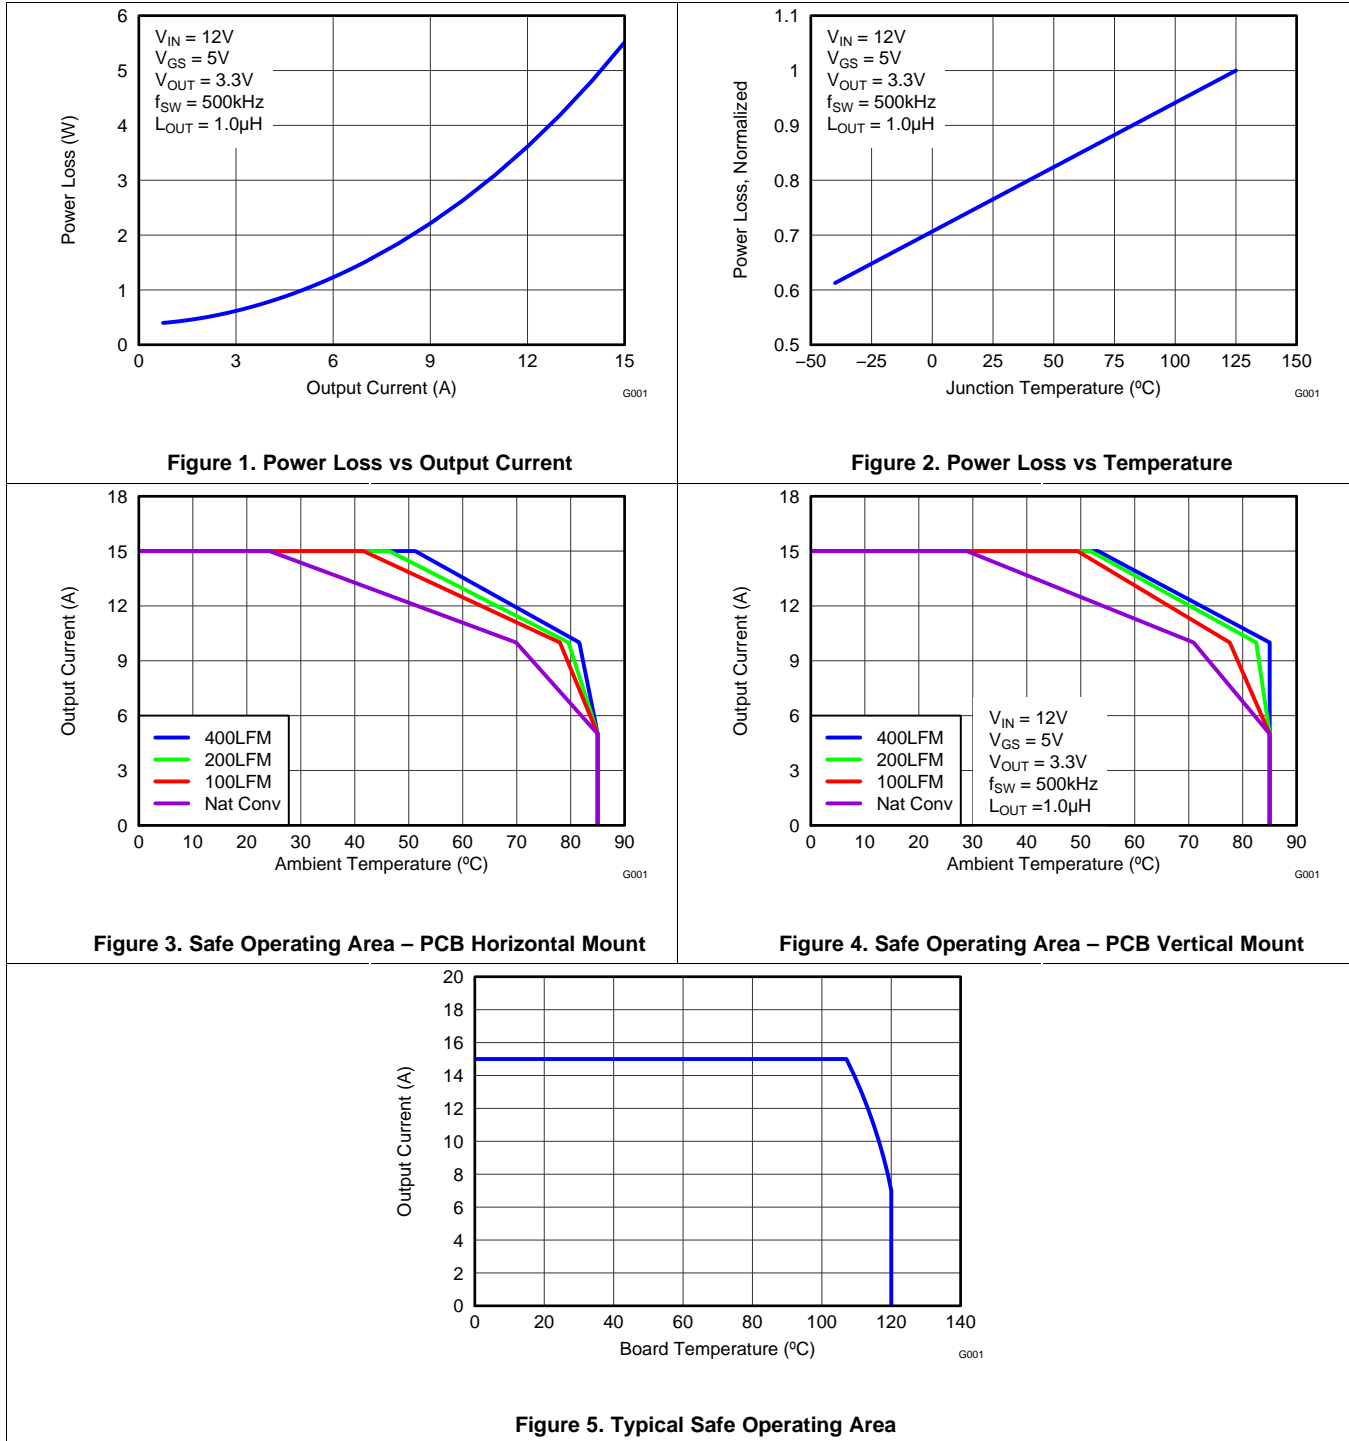 6
5
4
3
2
1
0
0 3 6 9 12 15
Power Loss (W)
Output Current (A)
V_IN = 12V
V_GS = 5V
V_OUT = 3.3V
f_SW = 500kHz
L_OUT = 1.0µH
G001
Figure 1. Power Loss vs Output Current
1.1
1
0.9
0.8
0.7
0.6
0.5
−50 −25 0 25 50 75 100 125 150
Power Loss, Normalized
Junction Temperature (ºC)
V_IN = 12V
V_GS = 5V
V_OUT = 3.3V
f_SW = 500kHz
L_OUT = 1.0µH
G001
Figure 2. Power Loss vs Temperature
18
15
12
9
6
3
0
0 10 20 30 40 50 60 70 80 90
Output Current (A)
Ambient Temperature (ºC)
400LFM
200LFM
100LFM
Nat Conv
G001
Figure 3. Safe Operating Area – PCB Horizontal Mount
18
15
12
9
6
3
0
0 10 20 30 40 50 60 70 80 90
Output Current (A)
Ambient Temperature (ºC)
400LFM
200LFM
100LFM
Nat Conv
V_IN = 12V
V_GS = 5V
V_OUT = 3.3V
f_SW = 500kHz
L_OUT =1.0µH
G001
Figure 4. Safe Operating Area – PCB Vertical Mount
20
18
16
14
12
10
8
6
4
2
0
0 20 40 60 80 100 120 140
Output Current (A)
Board Temperature (ºC)
G001
Figure 5. Typical Safe Operating Area